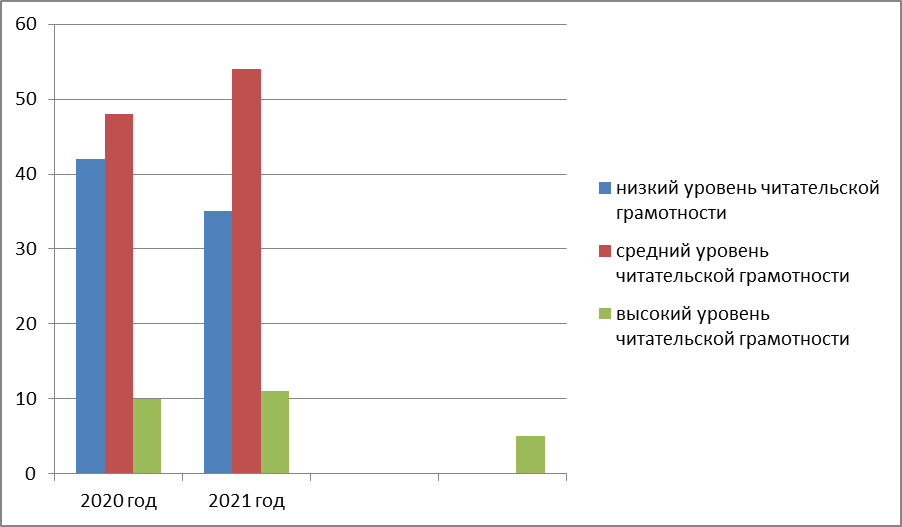 60
50
40
30
20
10
0
2020 год
2021 год
низкий уровень читательской
грамотности
средний уровень
читательской грамотности
высокий уровень
читательской грамотности